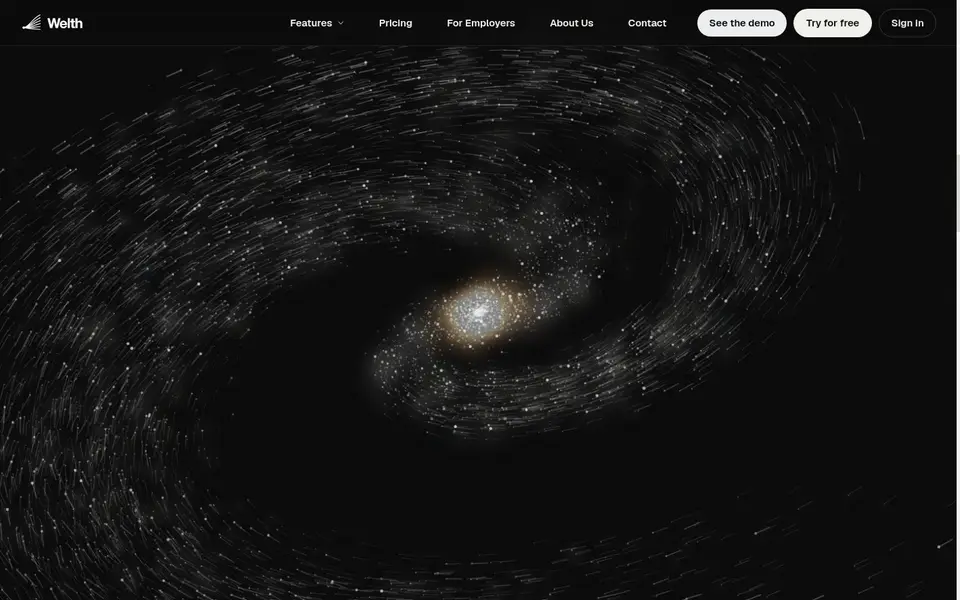 Welth
Features
Pricing
For Employers
About Us
Contact
See the demo
Try for free
Sign in